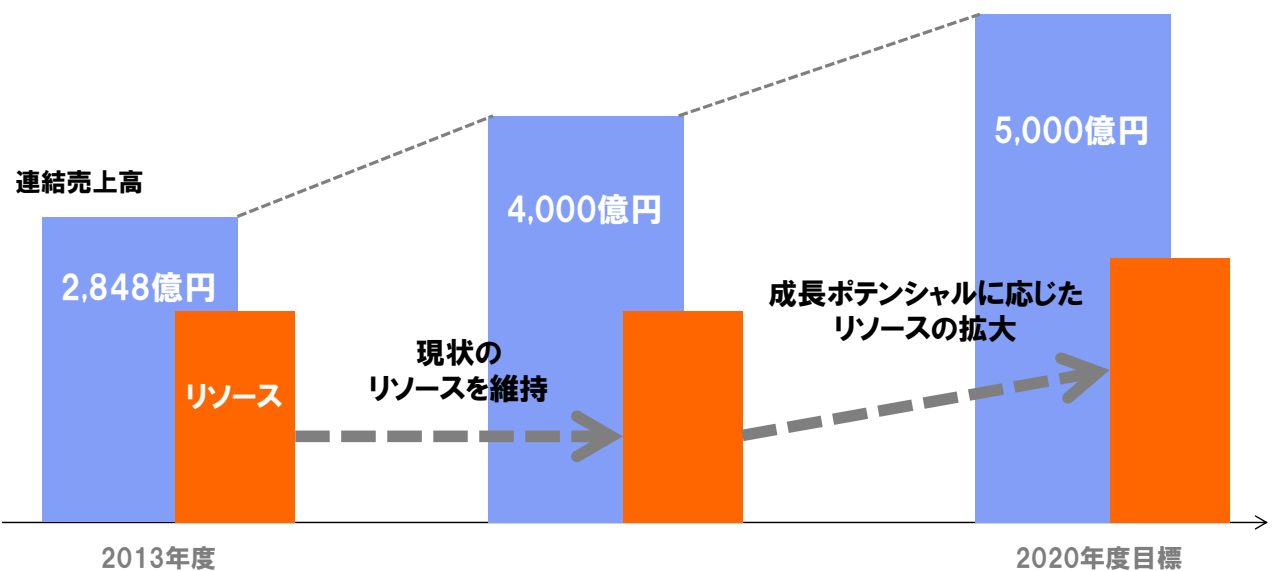 連結売上高
2,848億円
リソース
現状の
リソースを維持
4,000億円
成長ポテンシャルに応じた
リソースの拡大
5,000億円
2013年度
2020年度目標